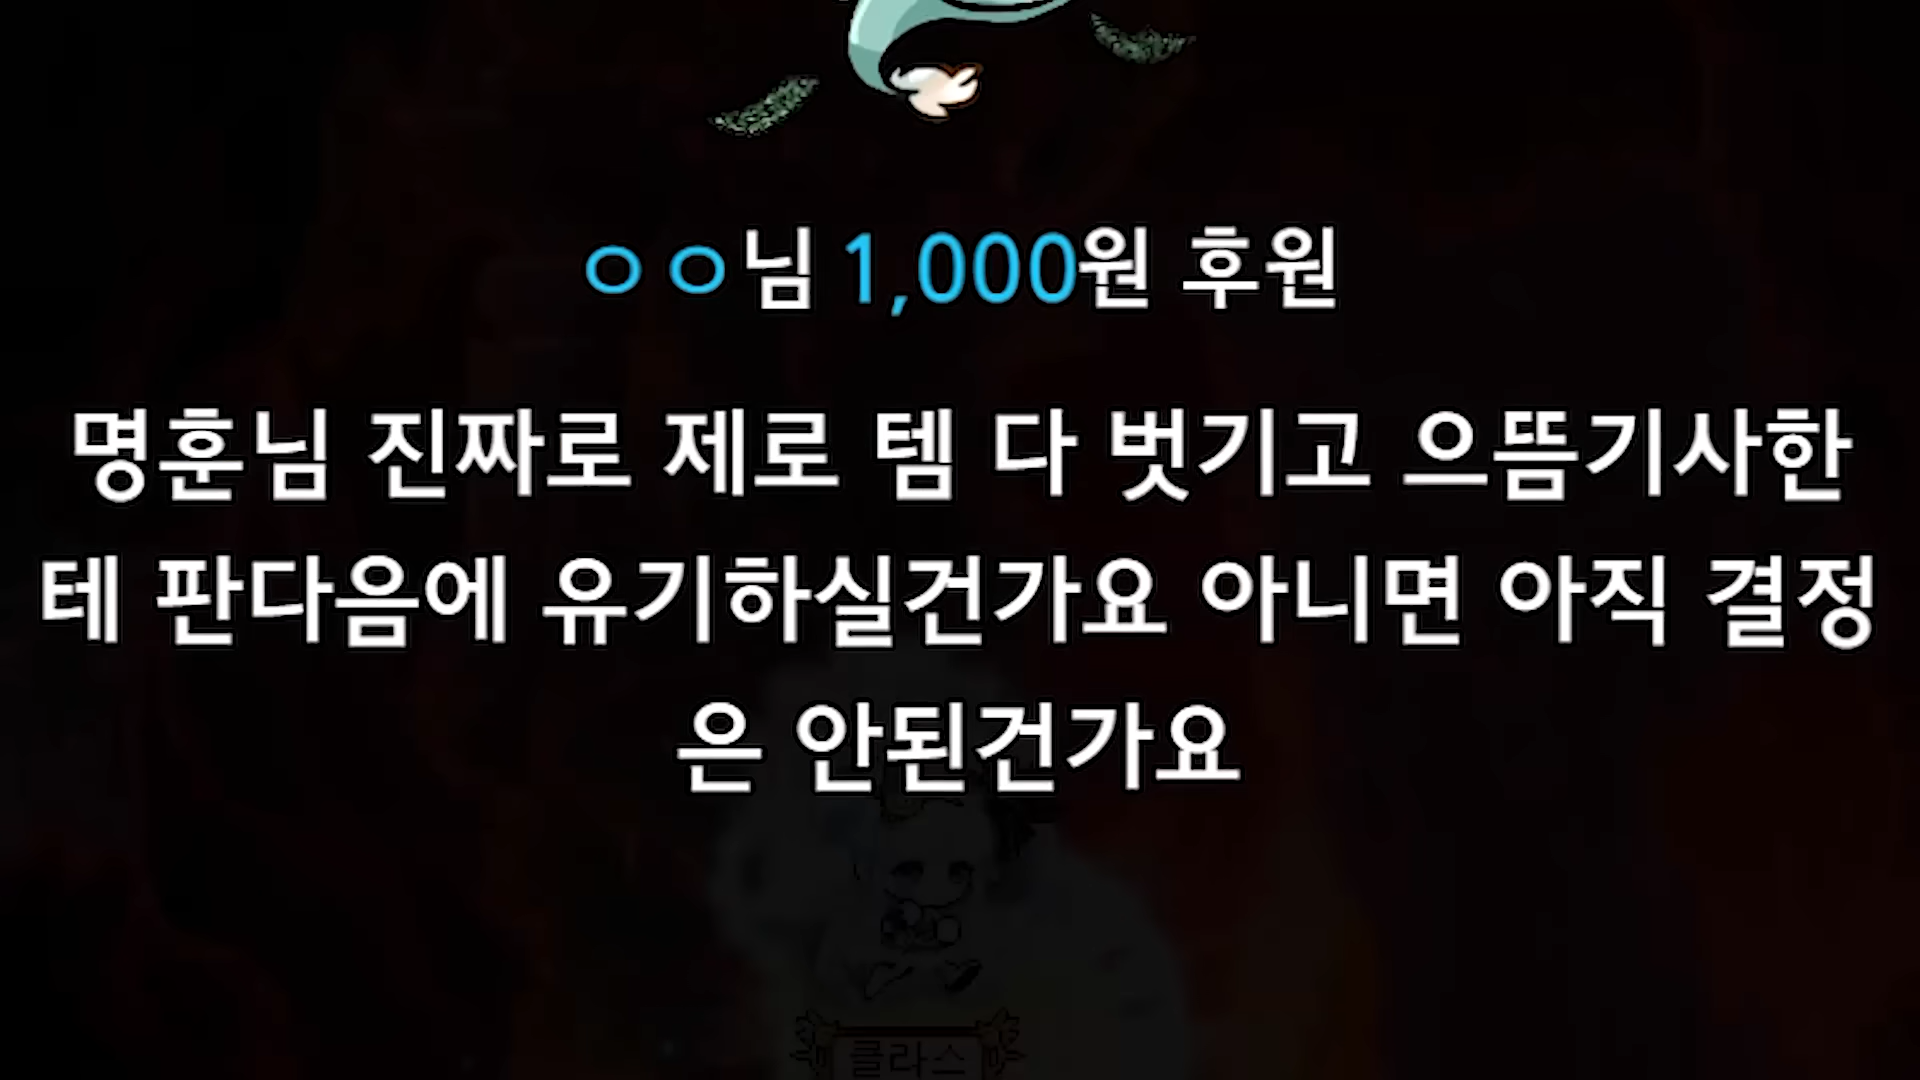 ㅇㅇ님 1,000원 후원
명훈님 진짜로 제로 템 다 벗기고 으뜸기사한
테 판다음에 유기하실건가요 아니면 아직 결정
은 안된건가요
클라스